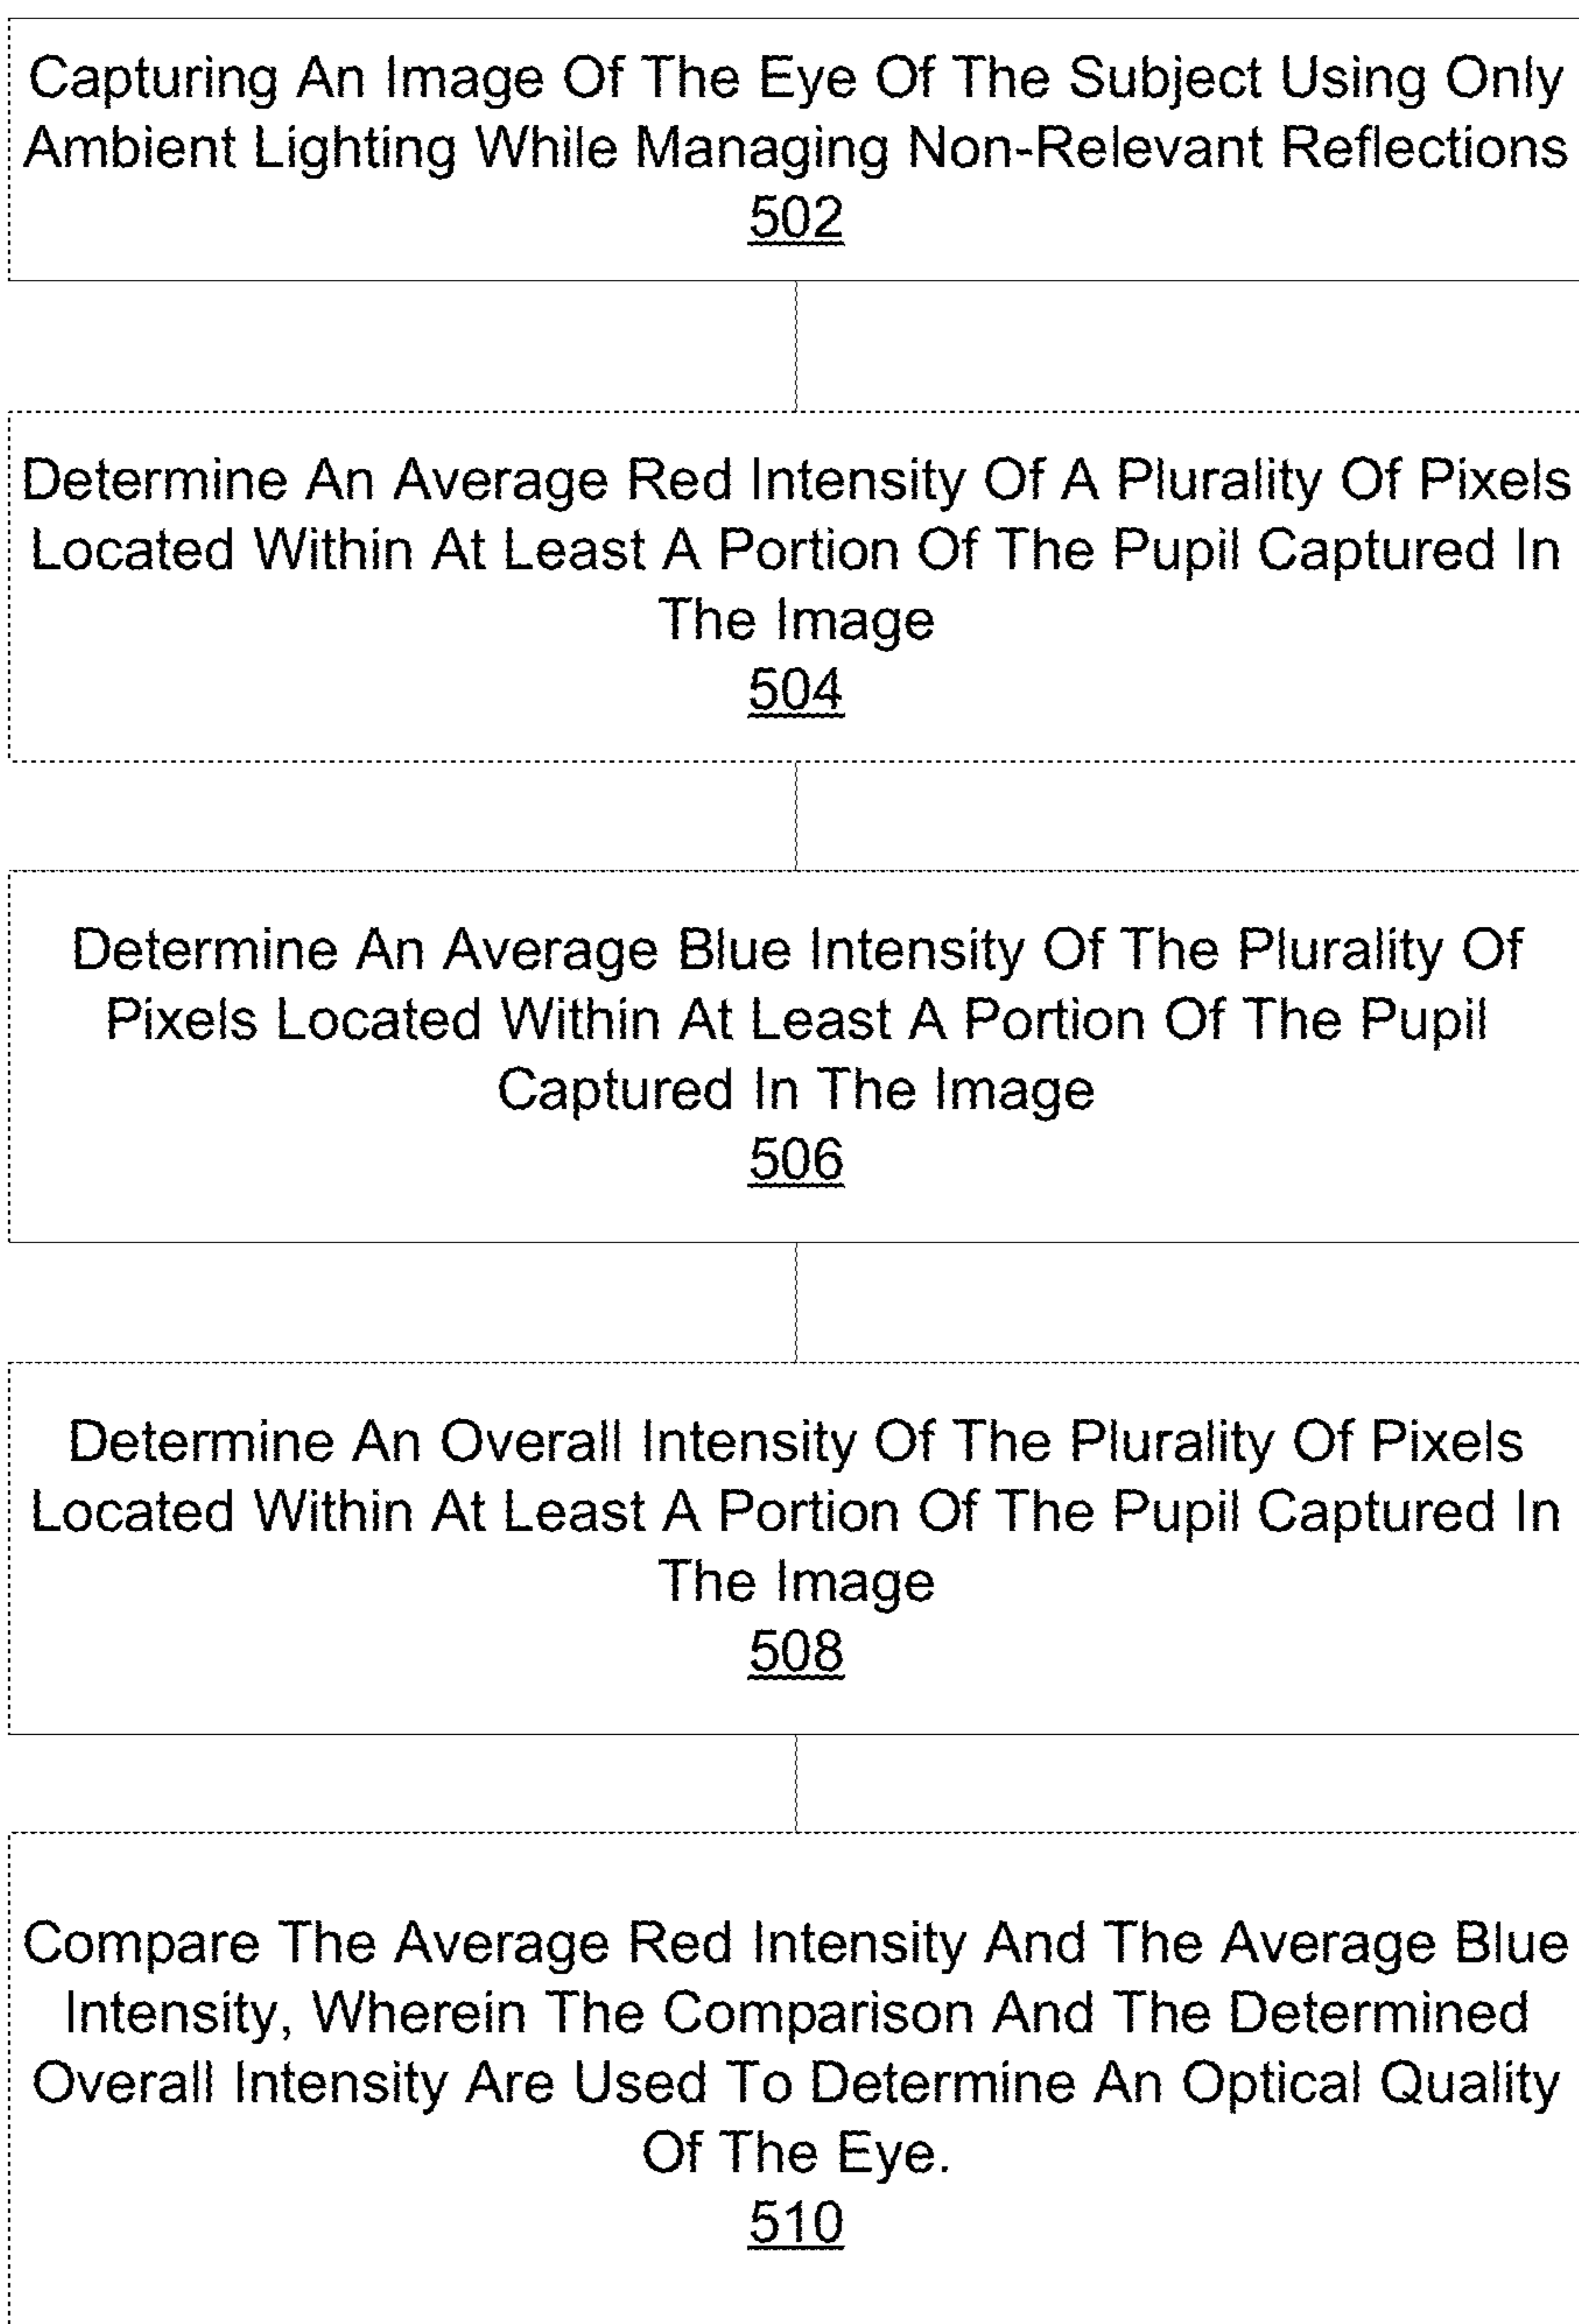 Capturing An Image Of The Eye Of The Subject Using Only
Ambient Lighting While Managing Non-Relevant Reflections
502
Determine An Average Red Intensity Of A Plurality Of Pixels
Located Within At Least A Portion Of The Pupil Captured In
The Image
504
Determine An Average Blue Intensity Of The Plurality Of
Pixels Located Within At Least A Portion Of The Pupil
Captured In The Image
506
Determine An Overall Intensity Of The Plurality Of Pixels
Located Within At Least A Portion Of The Pupil Captured In
The Image
508
Compare The Average Red Intensity And The Average Blue
Intensity, Wherein The Comparison And The Determined
Overall Intensity Are Used To Determine An Optical Quality
Of The Eye.
510